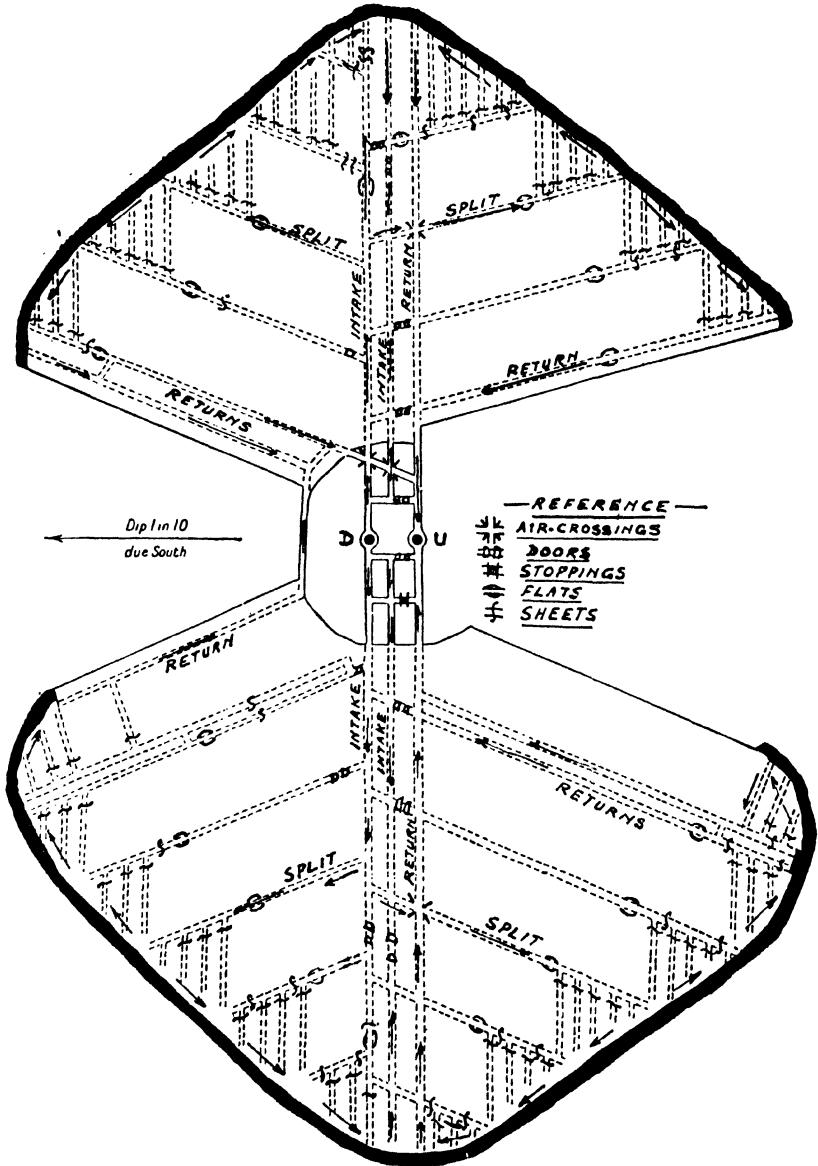 SPLIT
SPLIT
INTAKE
RETURN
INTAKE
RETURN
RETURNS
REFERENCE
AIR-CROSSINGS
DOORS
STOPPINGS
FLATS
SHEETS
Dip 1 in 10
due South
D
U
RETURN
INTAKE
INTAKE
RETURNS
RETURN
SPLIT
SPLIT